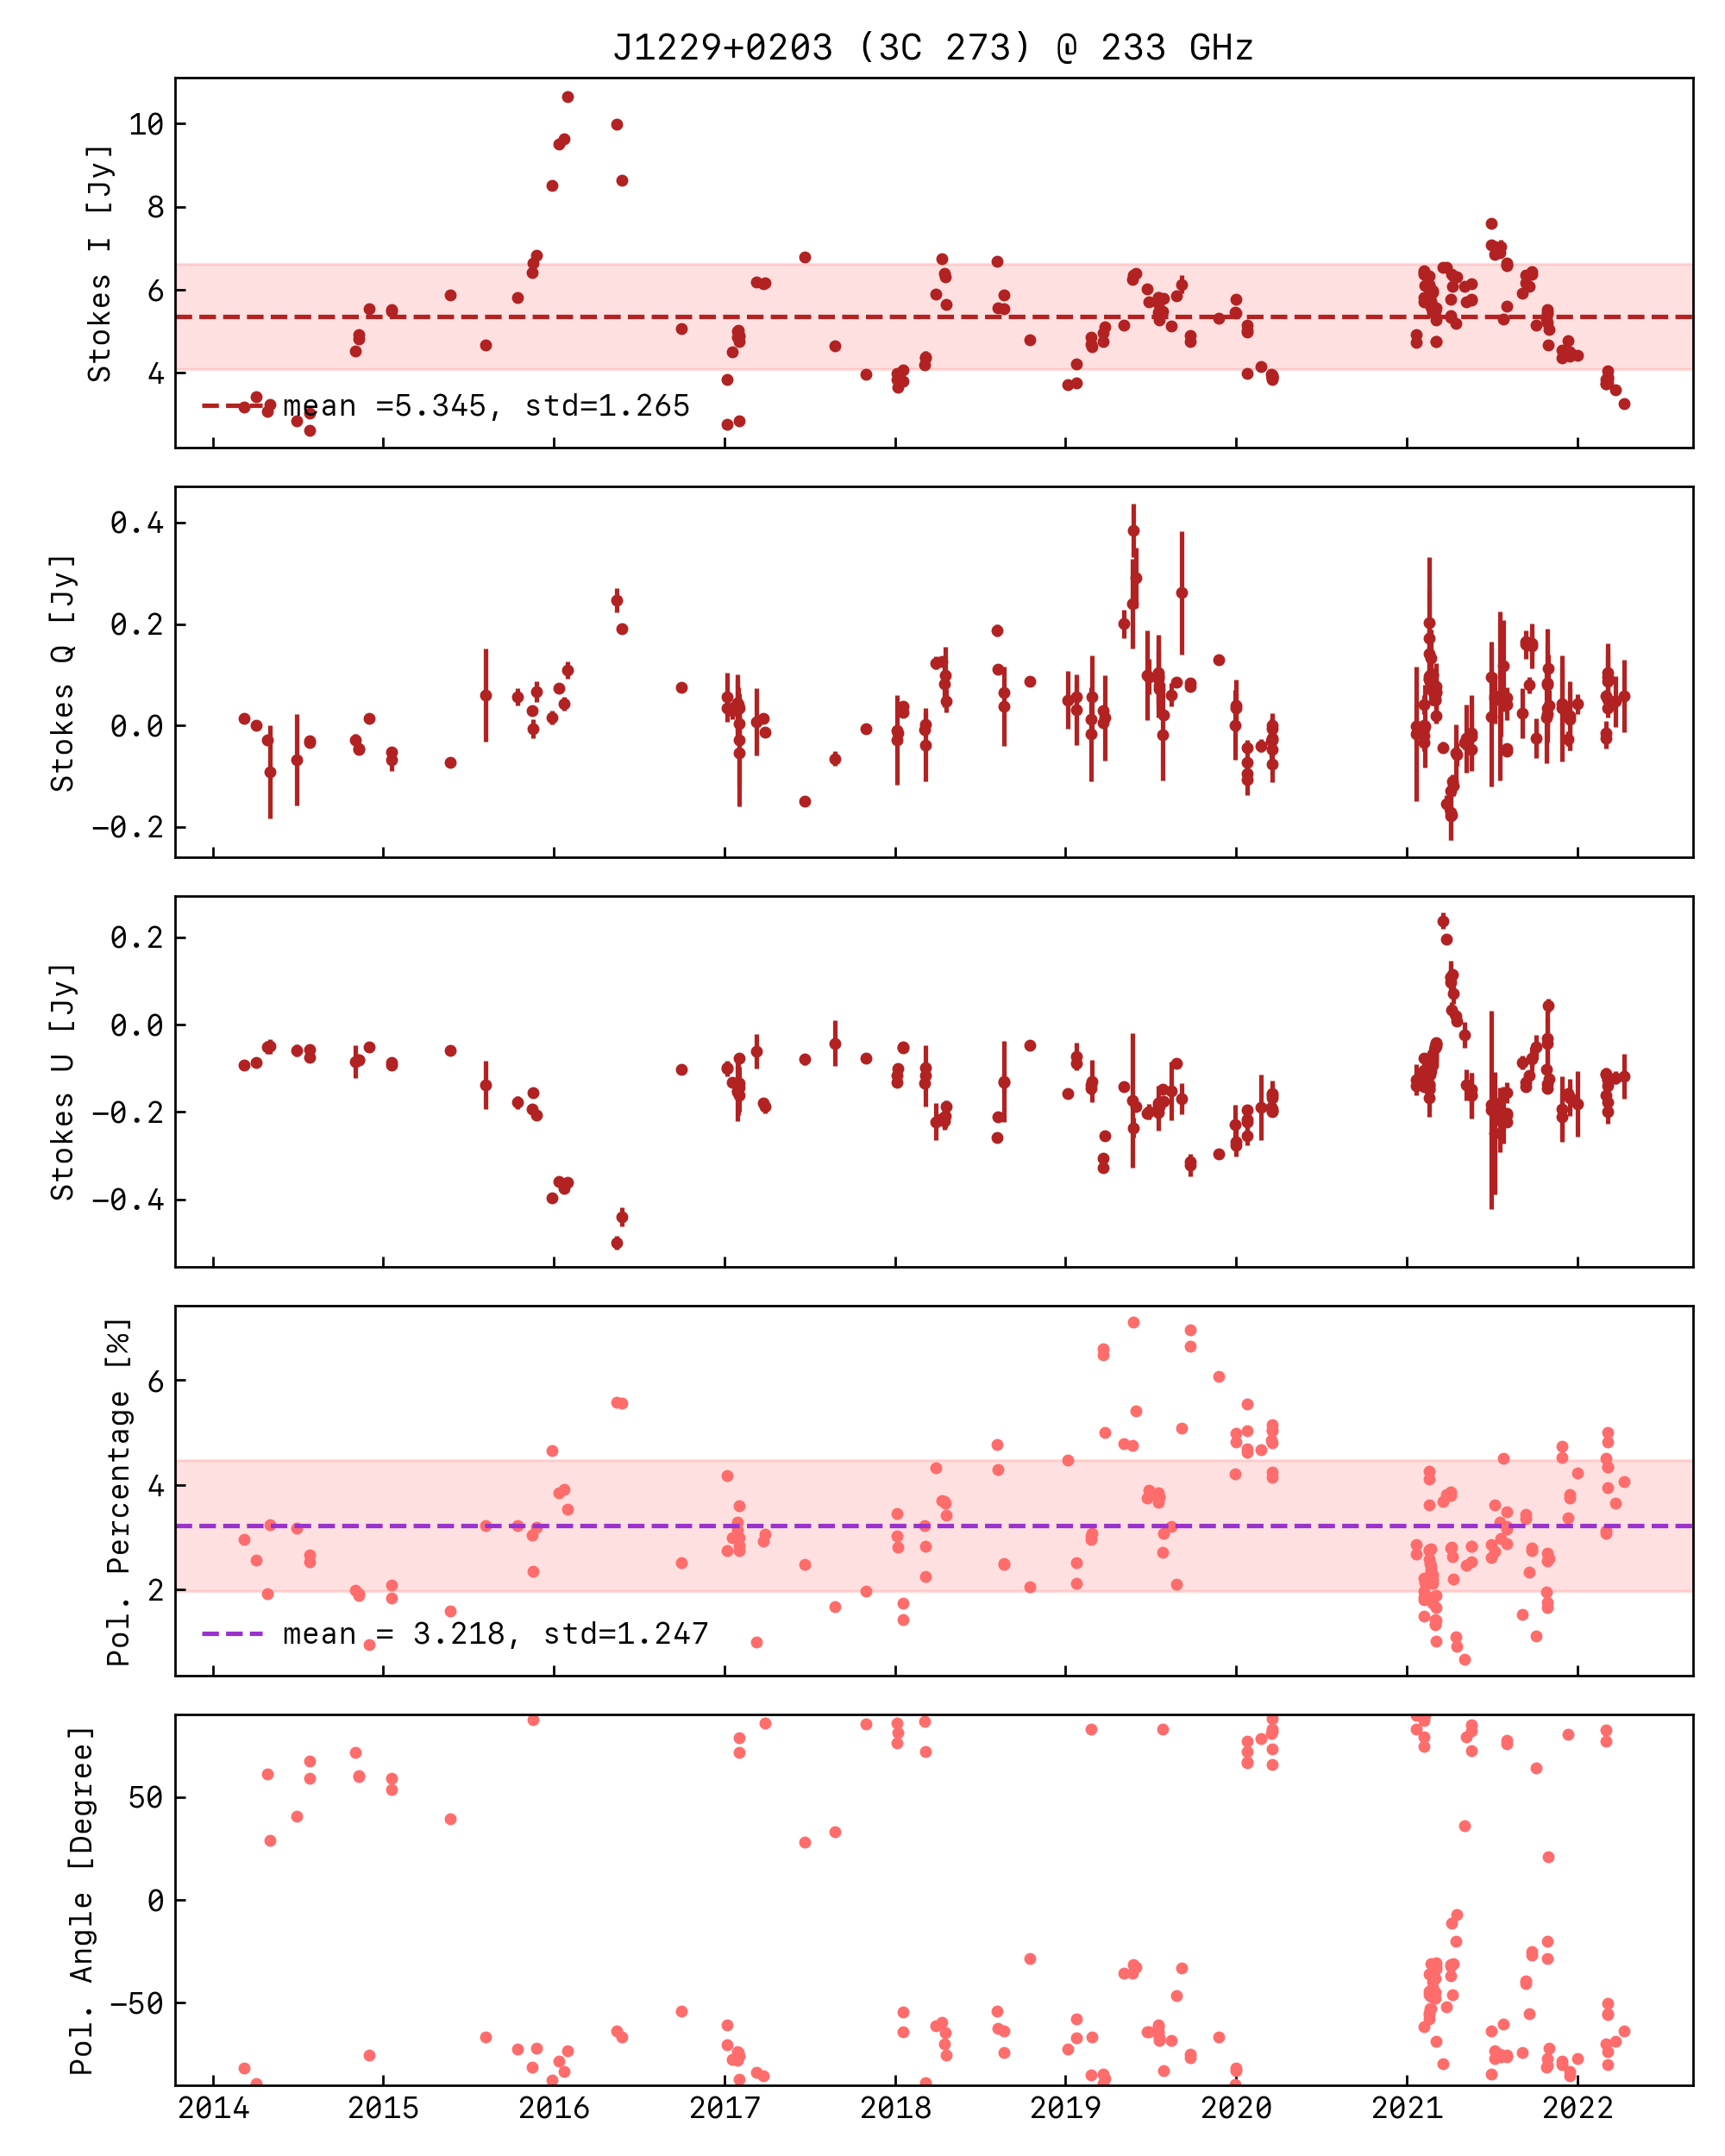 J1229+0203 (3C 273) @ 233 GHz
Stokes I [Jy]
10
8
6
4
mean =5.345, std=1.265
Stokes Q [Jy]
0.4
0.2
0.0
−0.2
Stokes U [Jy]
0.2
0.0
−0.2
−0.4
Pol. Percentage [%]
6
4
2
mean = 3.218, std=1.247
Pol. Angle [Degree]
50
0
−50
2014 2015 2016 2017 2018 2019 2020 2021 2022